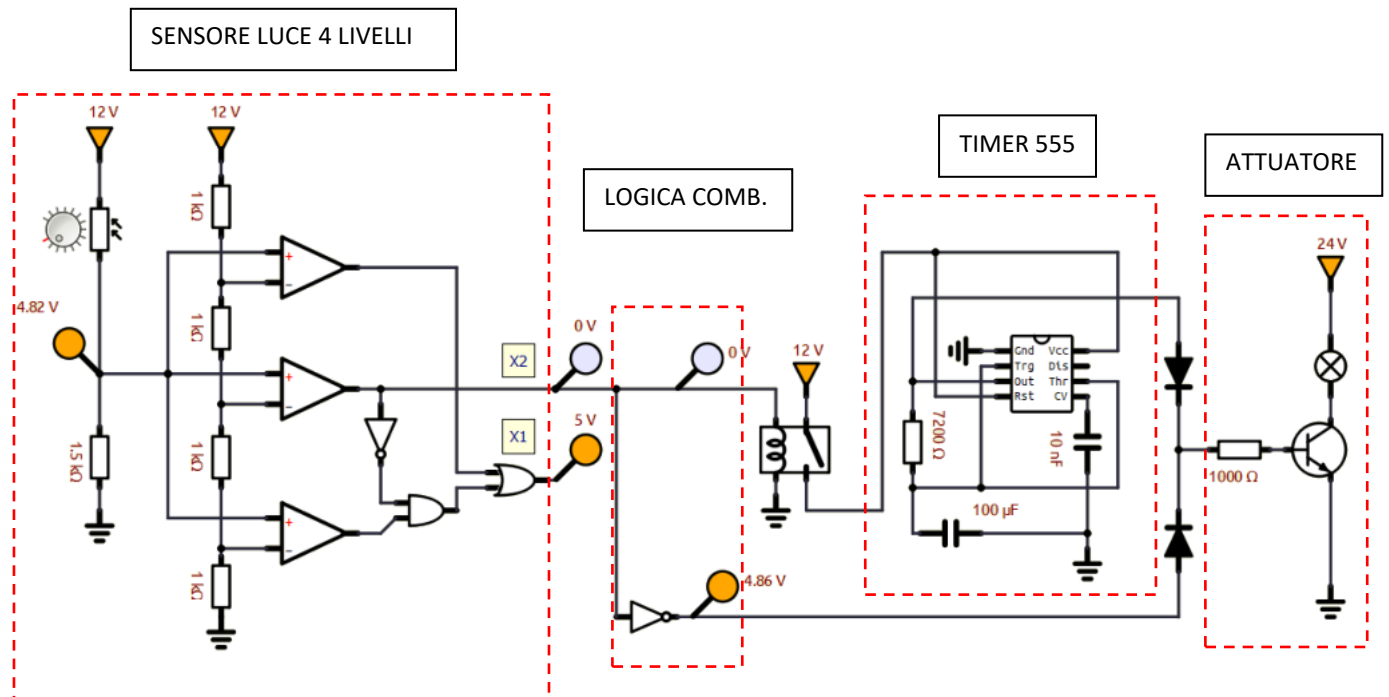 SENSORE LUCE 4 LIVELLI
LOGICA COMB.
TIMER 555
ATTUATORE
12 V
12 V
1 kΩ
1 kΩ
1 kΩ
1 kΩ
4.82 V
1.5 kΩ
X2
0 V
X1
5 V
0 V
4.86 V
12 V
Gnd Vcc
Trg Dis
Out Thr
Rst CV
7200 Ω
10 nF
100 µF
24 V
1000 Ω
+
−
+
−
+
−